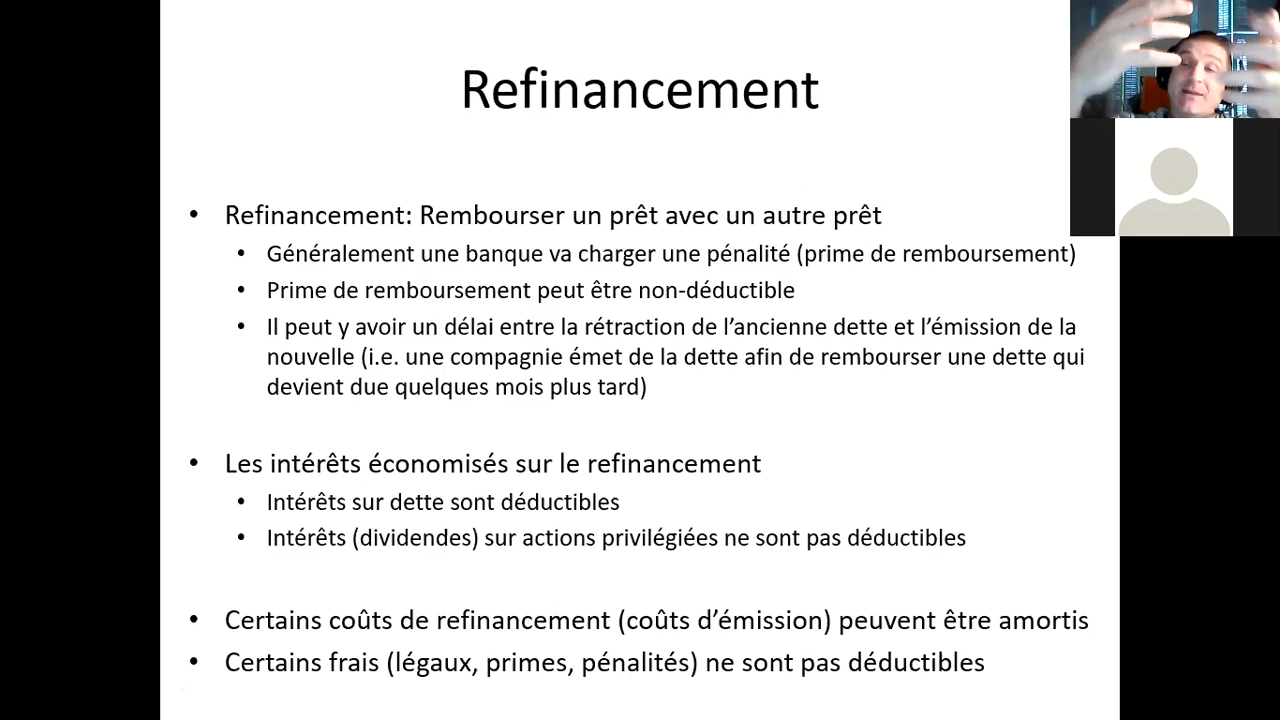 Refinancement
• Refinancement: Rembourser un prêt avec un autre prêt
• Généralement une banque va charger une pénalité (prime de remboursement)
• Prime de remboursement peut être non-déductible
• Il peut y avoir un délai entre la rétraction de l’ancienne dette et l’émission de la
nouvelle (i.e. une compagnie émet de la dette afin de rembourser une dette qui
devient due quelques mois plus tard)
• Les intérêts économisés sur le refinancement
• Intérêts sur dette sont déductibles
• Intérêts (dividendes) sur actions privilégiées ne sont pas déductibles
• Certains coûts de refinancement (coûts d’émission) peuvent être amortis
• Certains frais (légaux, primes, pénalités) ne sont pas déductibles